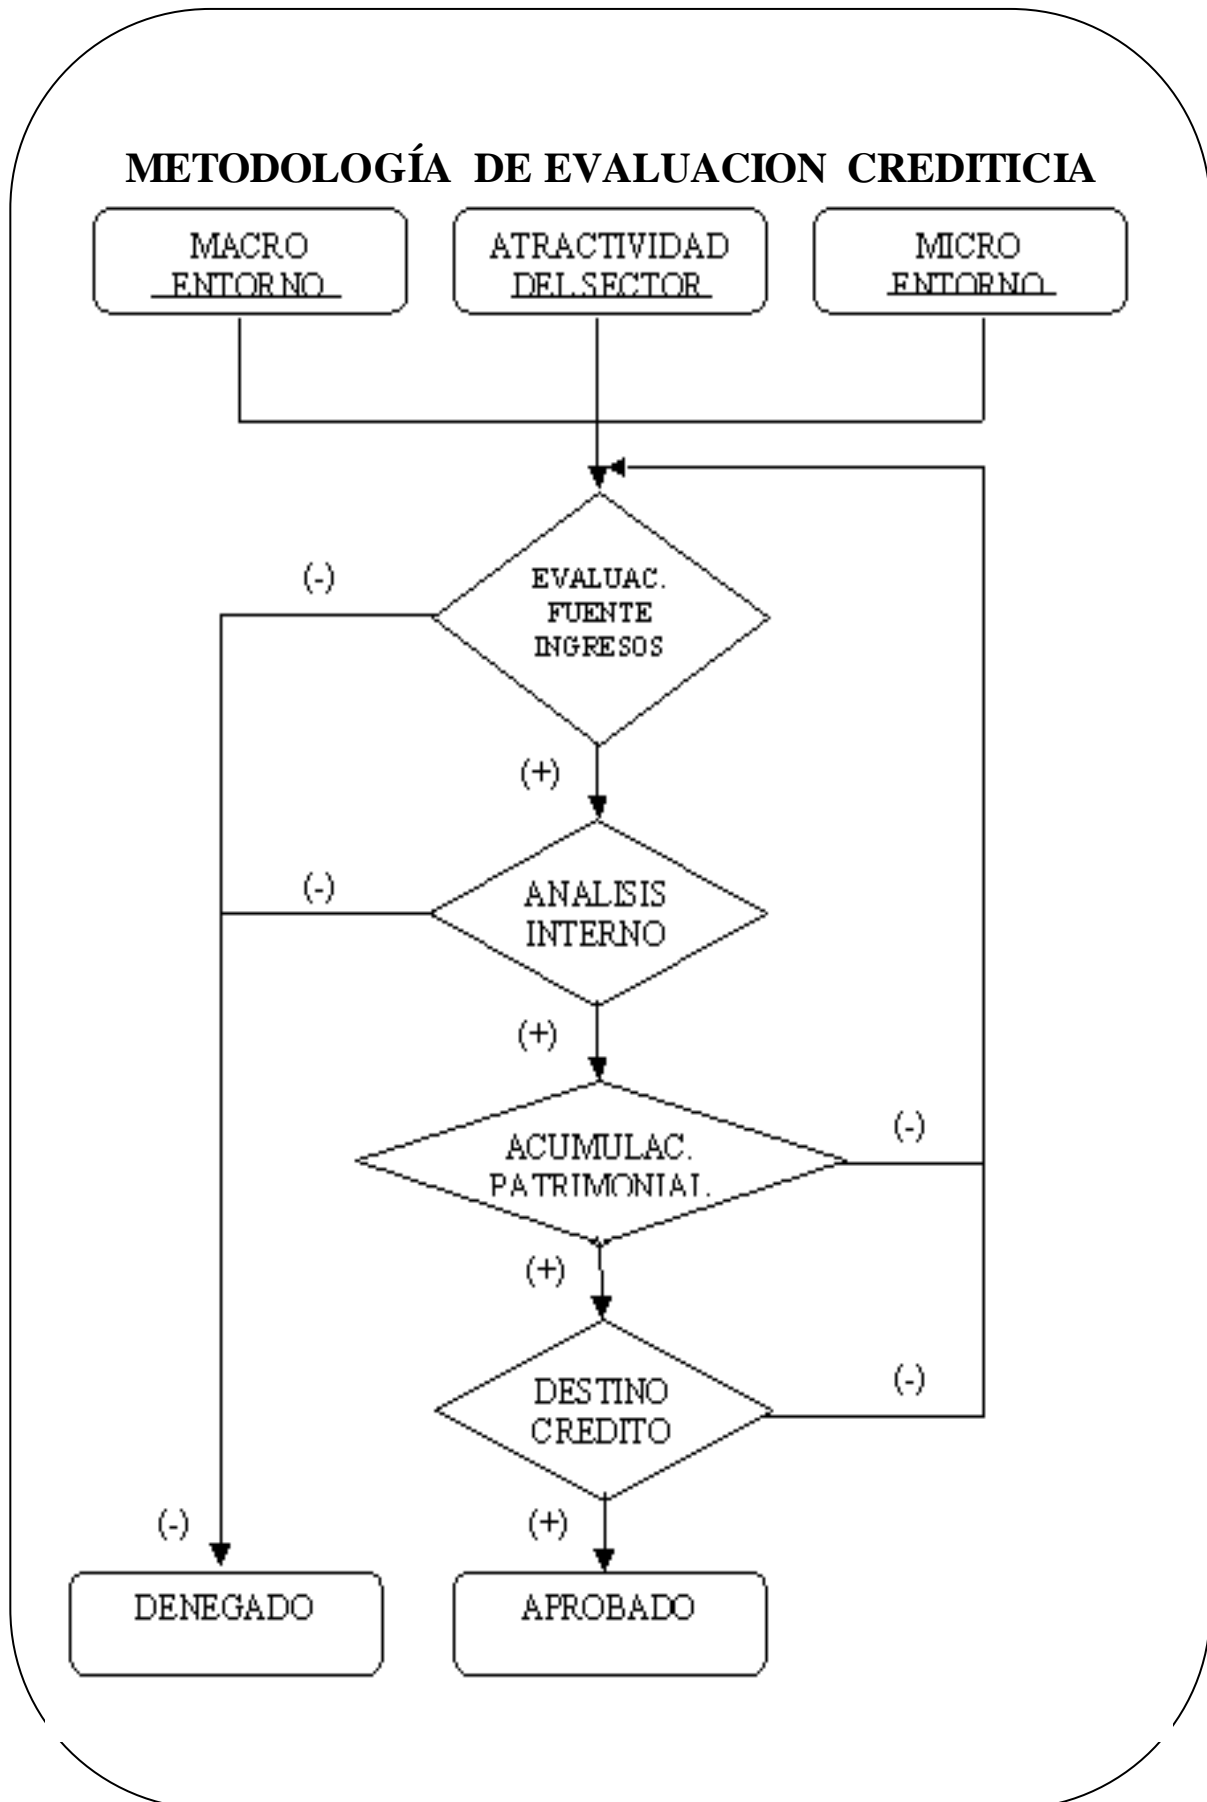 METODOLOGÍA DE EVALUACION CREDITICIA
MACRO
ENTORNO
ATRACTIVIDAD
DEL SECTOR
MICRO
ENTORNO
(-)
EVALUAC.
FUENTE
INGRESOS
(+)
(-)
ANALISIS
INTERNO
(+)
(-)
ACUMULAC.
PATRIMONIAL
(+)
(-)
DESTINO
CREDITO
(-)
(+)
DENEGADO
APROBADO